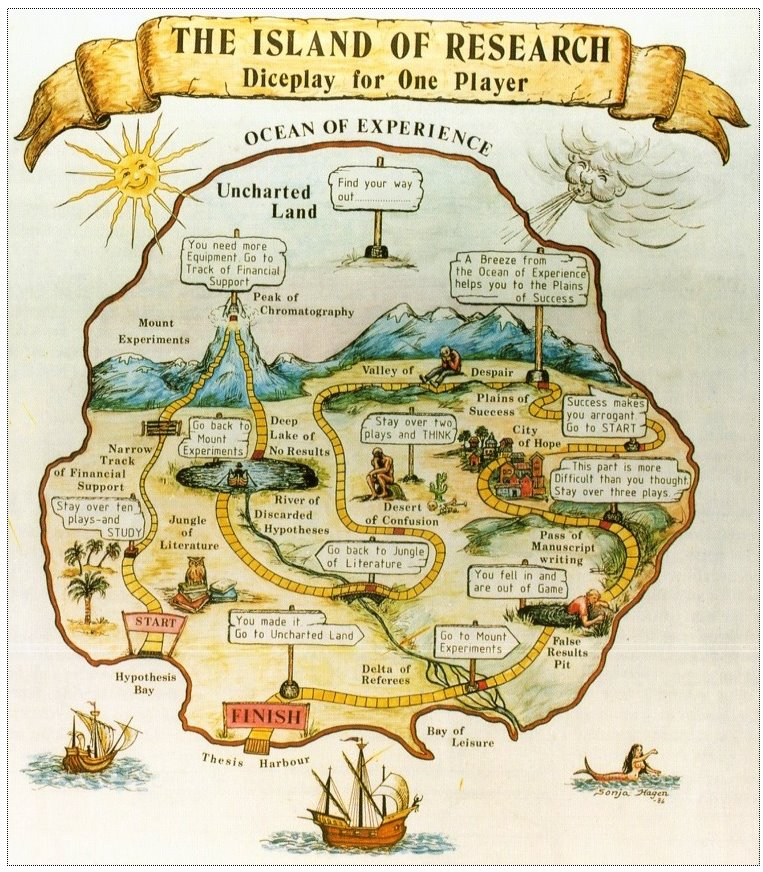 THE ISLAND OF RESEARCH
Diceplay for One Player
OCEAN OF EXPERIENCE
Uncharted
Land
Find your way
out....................
You need more
Equipment. Go to
Track of Financial
Support
A Breeze from
the Ocean of Experience
helps you to the Plains
of Success
Peak of
Chromatography
Mount
Experiments
Valley of Despair
Plains of
Success
Success makes
you arrogant.
Go to START
Go back to
Mount
Experiments
Deep
Lake of
No Results
Stay over two
plays and THINK
City
of Hope
Narrow
Track
of Financial
Support
This part is more
Difficult than you thought.
Stay over three plays.
Stay over ten
plays-and
STUDY
River of
Discarded
Hypotheses
Desert
of Confusion
Jungle
of
Literature
Pass of
Manuscript
writing
Go back to Jungle
of Literature
You fell in and
are out of Game
START
You made it.
Go to Uncharted Land
Go to Mount
Experiments
False
Results
Pit
Hypothesis
Bay
Delta of
Referees
FINISH
Bay of
Leisure
Thesis Harbour
Sonja Hagen
-86